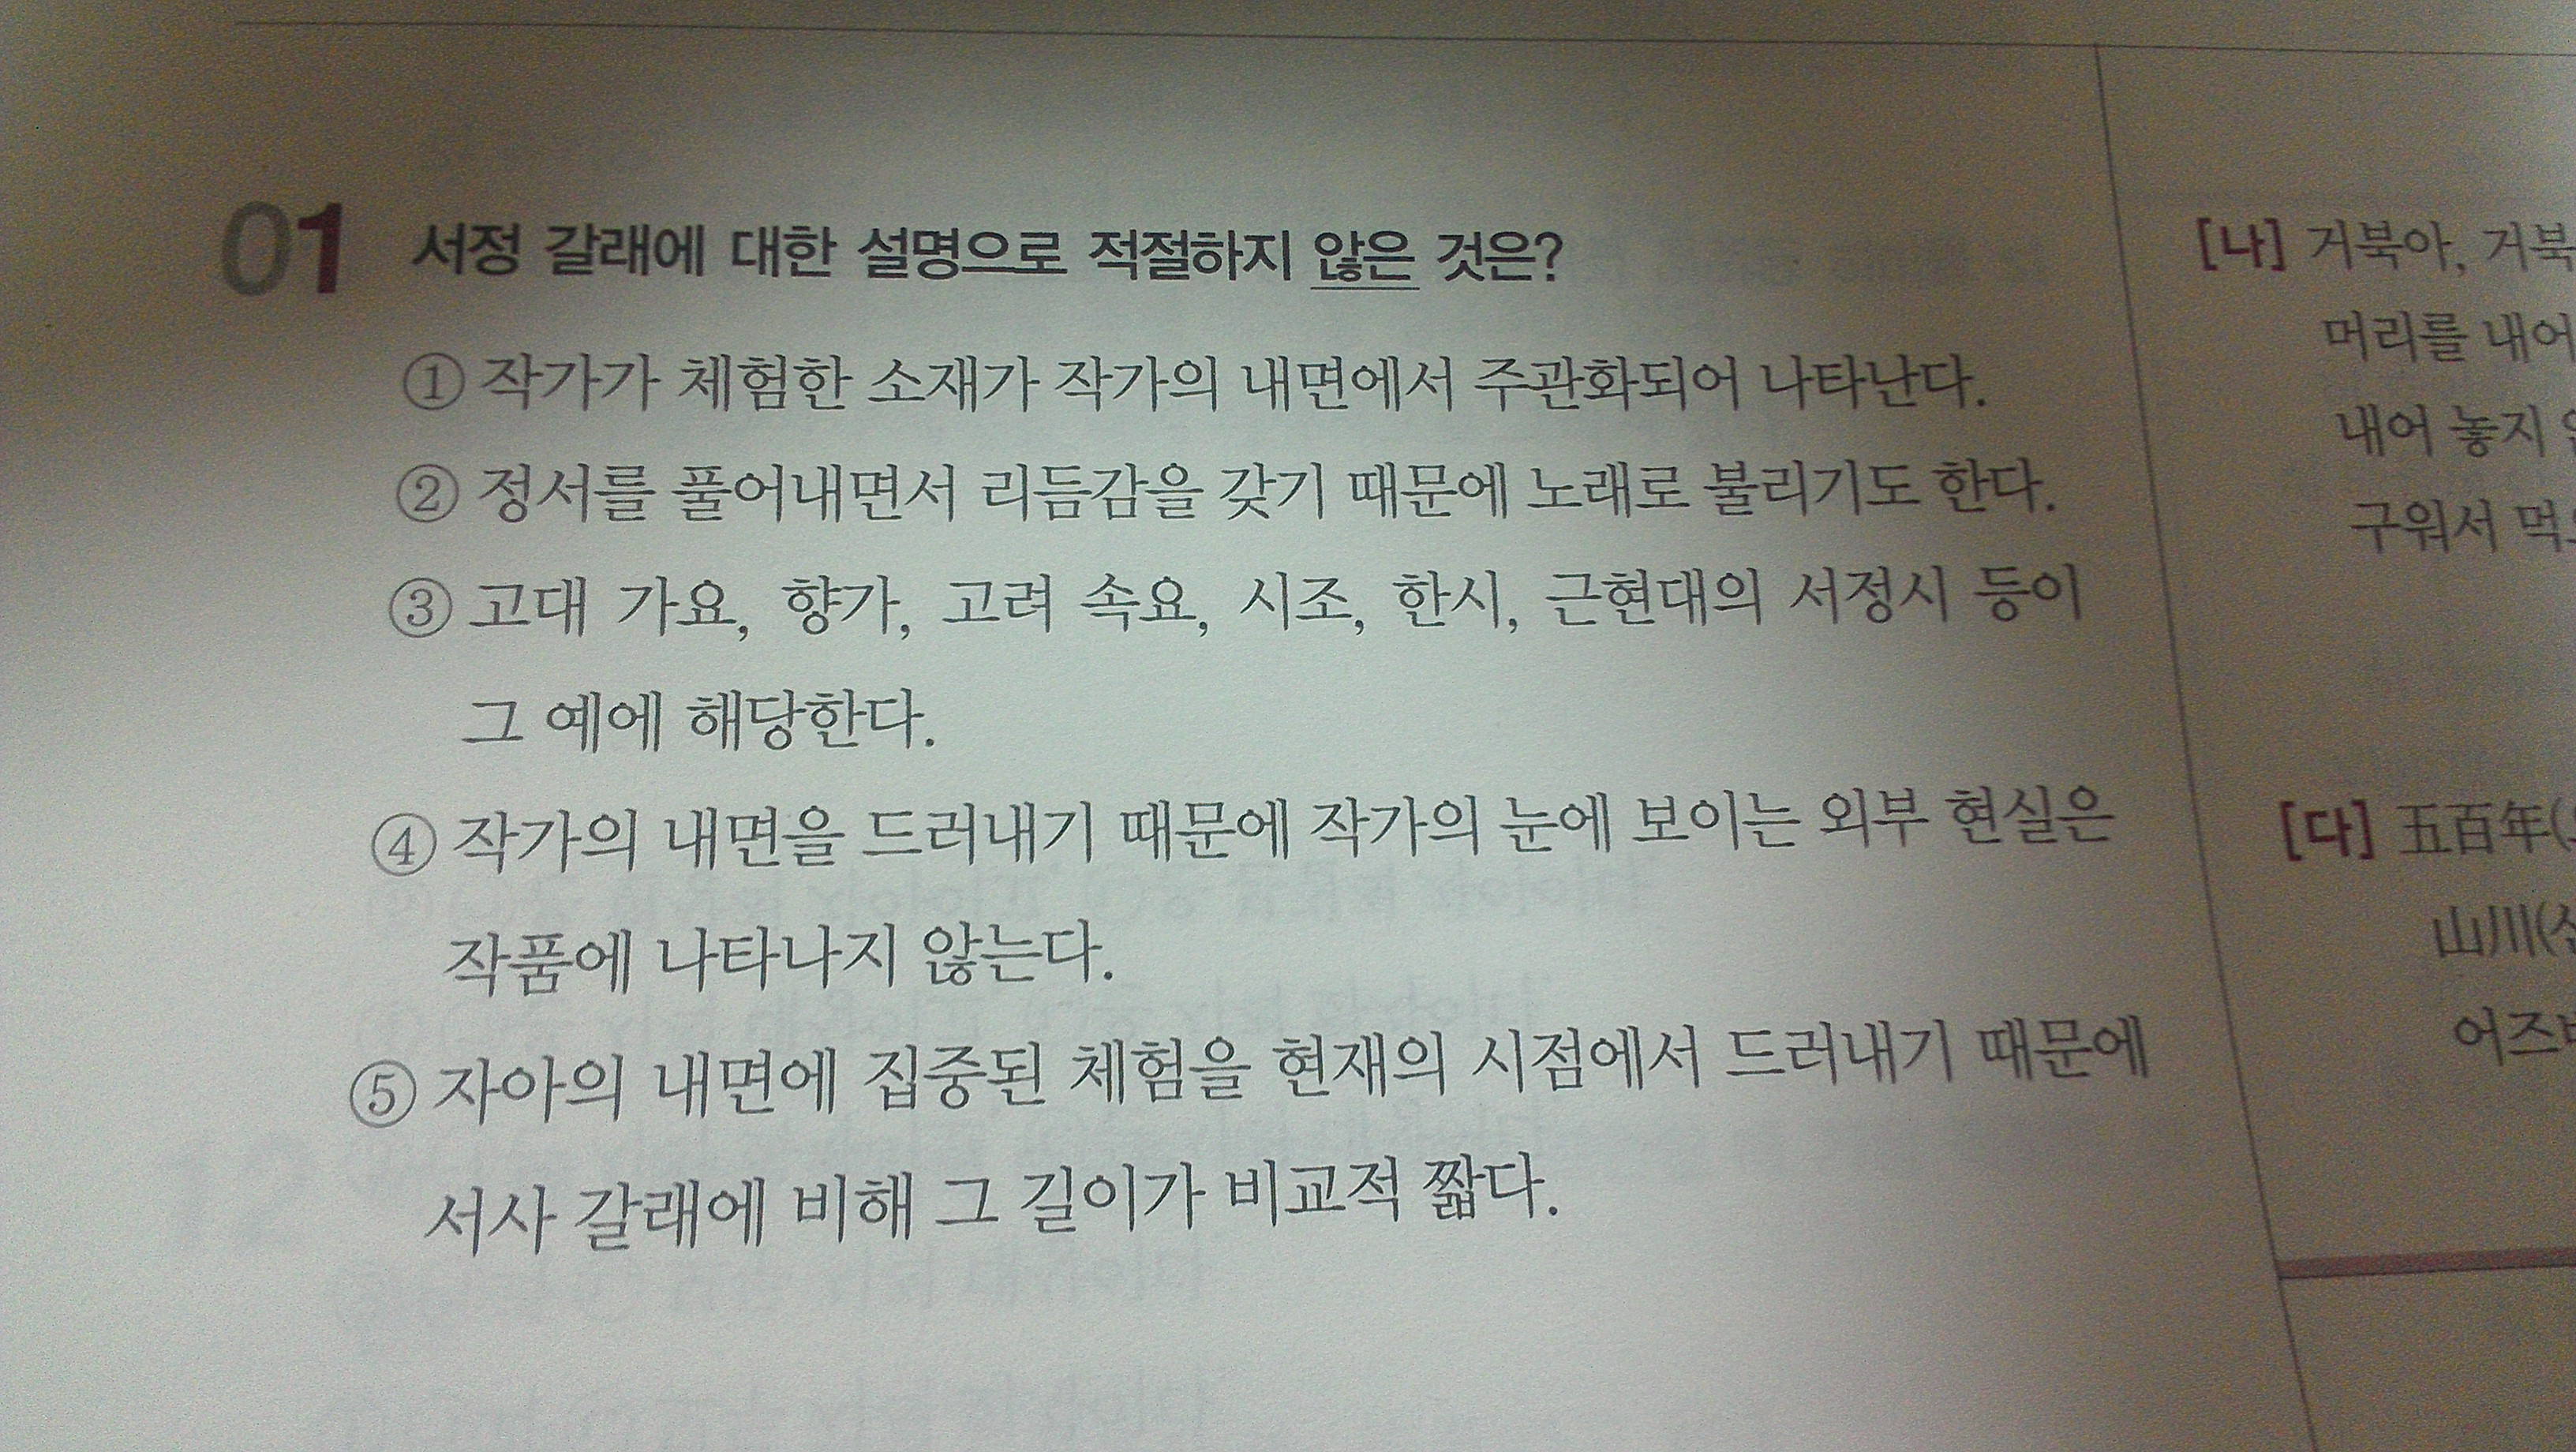 01 서정 갈래에 대한 설명으로 적절하지 않은 것은?
① 작가가 체험한 소재가 작가의 내면에서 주관화되어 나타난다.
② 정서를 풀어내면서 리듬감을 갖기 때문에 노래로 불리기도 한다.
③ 고대 가요, 향가, 고려 속요, 시조, 한시, 근현대의 서정시 등이
그 예에 해당한다.
④ 작가의 내면을 드러내기 때문에 작가의 눈에 보이는 외부 현실은
작품에 나타나지 않는다.
⑤ 자아의 내면에 집중된 체험을 현재의 시점에서 드러내기 때문에
서사 갈래에 비해 그 길이가 비교적 짧다.
[나] 거북아, 거북
머리를 내어
내어 놓지
구워서
[다] 五百年(
山川(
어즈